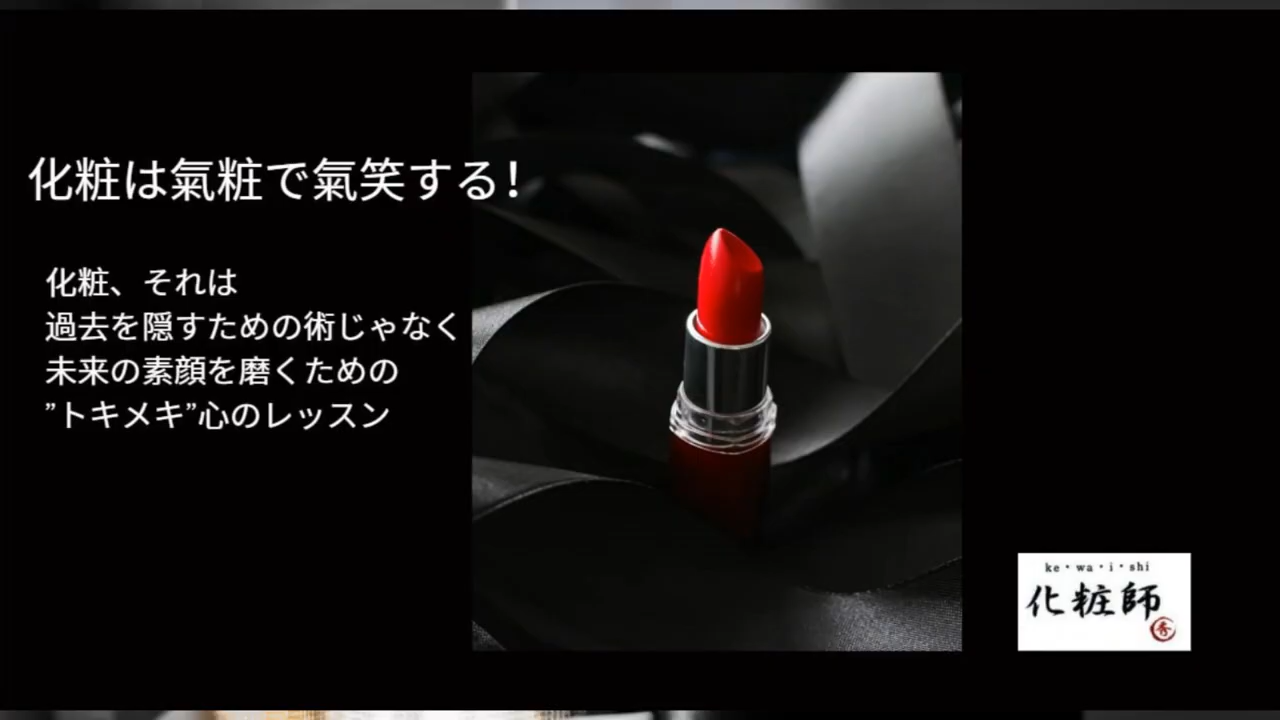 化粧は氣粧で氣笑する!
化粧、それは
過去を隠すための術じゃなく
未来の素顔を磨くための
”トキメキ”心のレッスン
ke・wa・i・shi
化粧師
秀